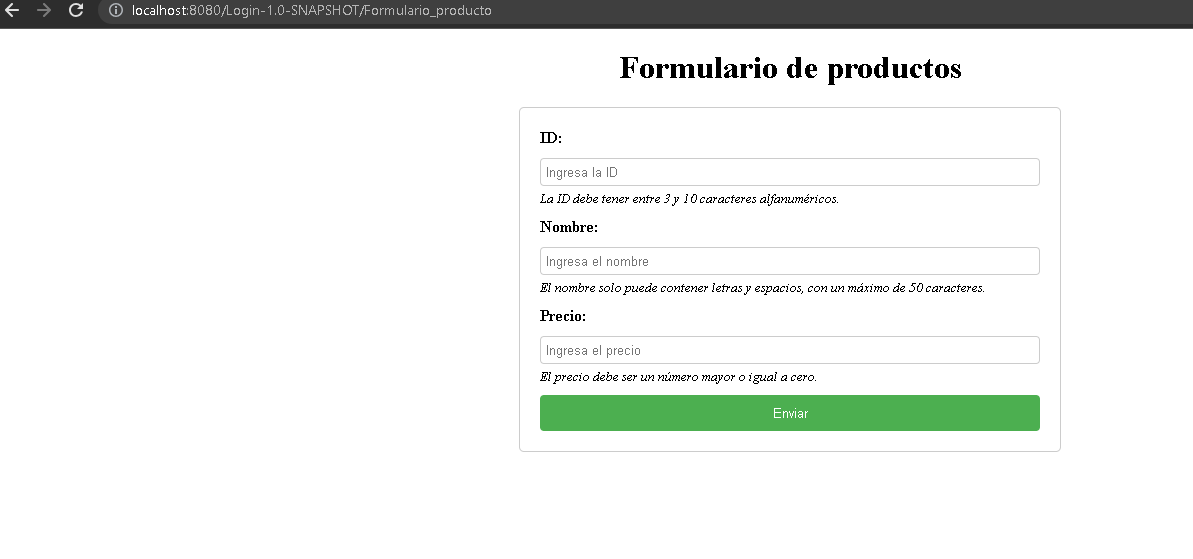 localhost:8080/Login-1.0-SNAPSHOT/Formulario_producto
Formulario de productos
ID:
Ingresa la ID
La ID debe tener entre 3 y 10 caracteres alfanuméricos.
Nombre:
Ingresa el nombre
El nombre solo puede contener letras y espacios, con un máximo de 50 caracteres.
Precio:
Ingresa el precio
El precio debe ser un número mayor o igual a cero.
Enviar